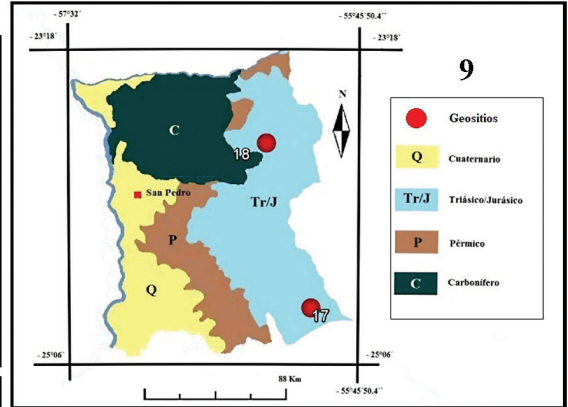 - 57°32´
- 55°45´50.4´´
- 23°18´
- 23°18´
9
N
Geositios
C
18
Q Cuaternario
San Pedro
Tr/J
Tr/J Triásico/Jurásico
P
P Pérmico
Q
C Carbonífero
17
- 25°06´
- 25°06´
88 Km
- 55°45´50.4´´